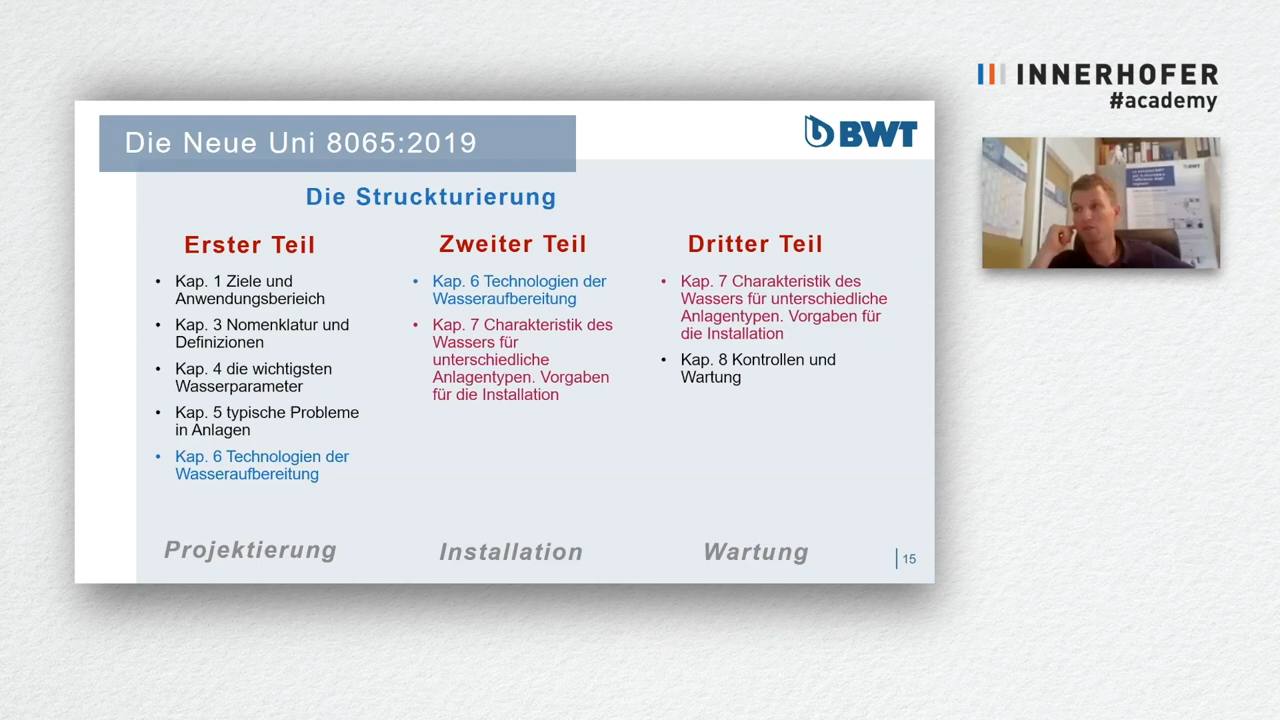 INNERHOFER
#academy
Die Neue Uni 8065:2019
BWT
Die Struckturierung
Erster Teil
• Kap. 1 Ziele und
Anwendungsberieich
• Kap. 3 Nomenklatur und
Definizionen
• Kap. 4 die wichtigsten
Wasserparameter
• Kap. 5 typische Probleme
in Anlagen
• Kap. 6 Technologien der
Wasseraufbereitung
Projektierung
Zweiter Teil
• Kap. 6 Technologien der
Wasseraufbereitung
• Kap. 7 Charakteristik des
Wassers für
unterschiedliche
Anlagentypen. Vorgaben
für die Installation
Installation
Dritter Teil
• Kap. 7 Charakteristik des
Wassers für unterschiedliche
Anlagentypen. Vorgaben für
die Installation
• Kap. 8 Kontrollen und
Wartung
Wartung
15